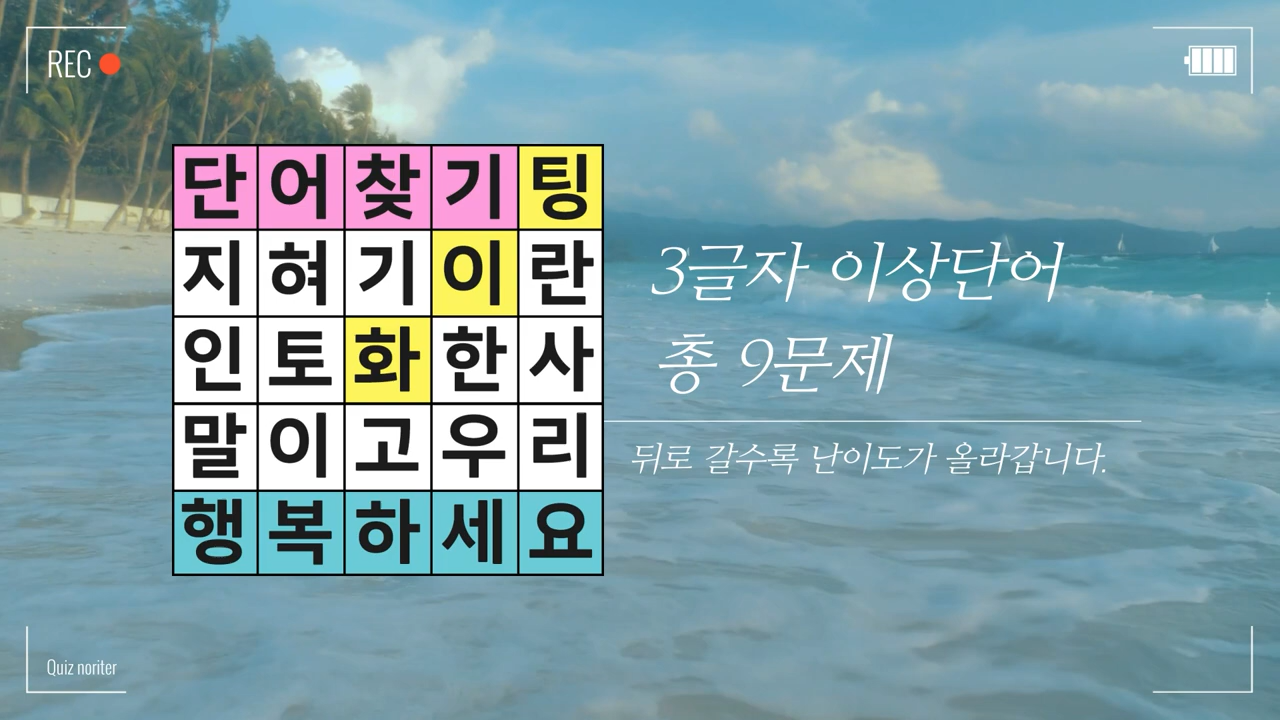 REC
단어찾기팅
지혀기이란
인토화한사
말이고우리
행복하세요
3글자 이상단어
총 9문제
뒤로 갈수록 난이도가 올라갑니다.
Quiz noriter